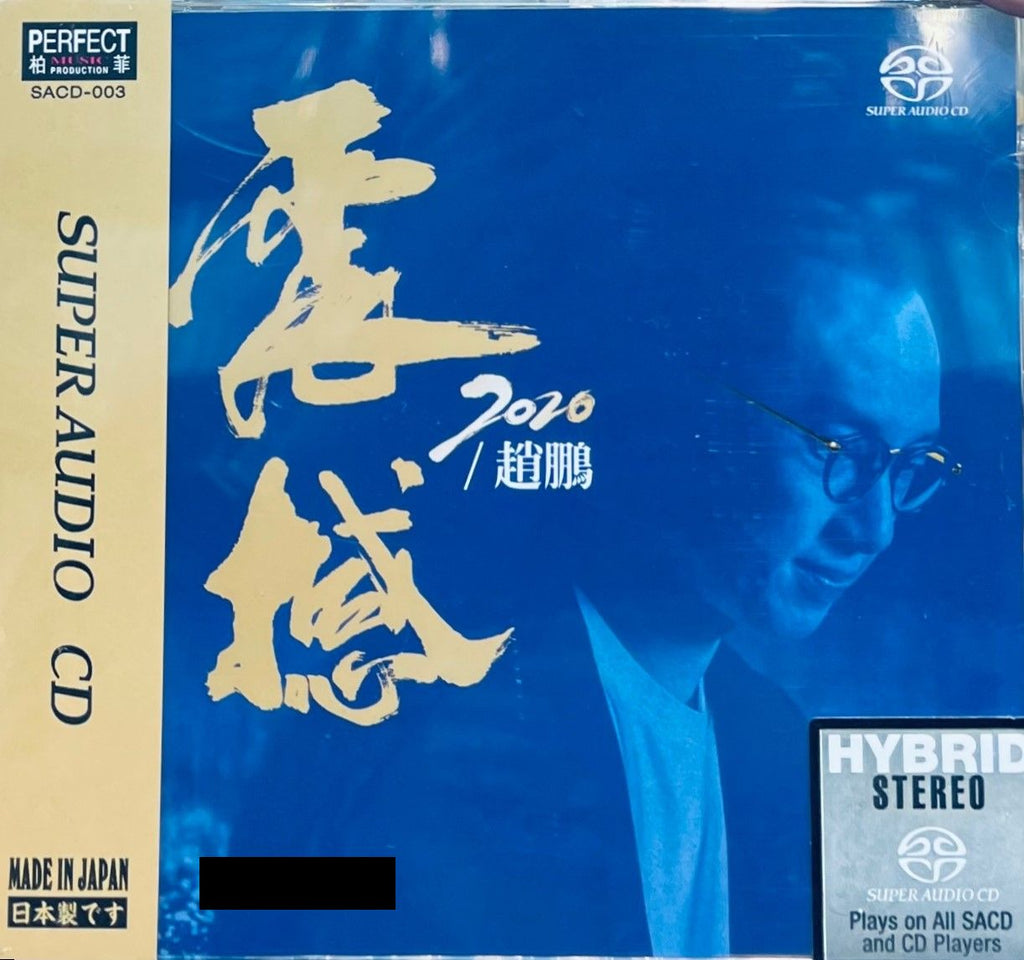 PERFECT
柏 MUSIC PRODUCTION 菲
SACD-003
SUPER AUDIO CD
MADE IN JAPAN
日本製です
震撼
2020
/ 趙鵬
SUPER AUDIO CD
HYBRID
STEREO
SUPER AUDIO CD
Plays on All SACD
and CD Players